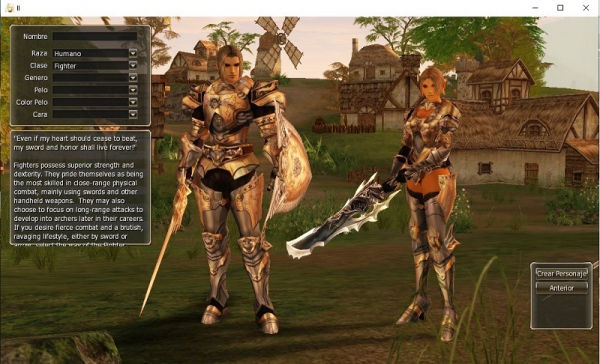 II
Nombre
Raza Humano
Clase Fighter
Genero
Pelo
Color Pelo
Cara
"Even if my heart should cease to beat,
my sword and honor shall live forever!"
Fighters possess superior strength and
dexterity. They pride themselves as being
the most skilled in close-range physical
combat, mainly using swords and other
handheld weapons. They may also
choose to focus on long-range attacks to
develop into archers later in their careers.
If you desire fierce combat and a brutish,
ravaging lifestyle, either by sword or
Crear Personaje
Anterior